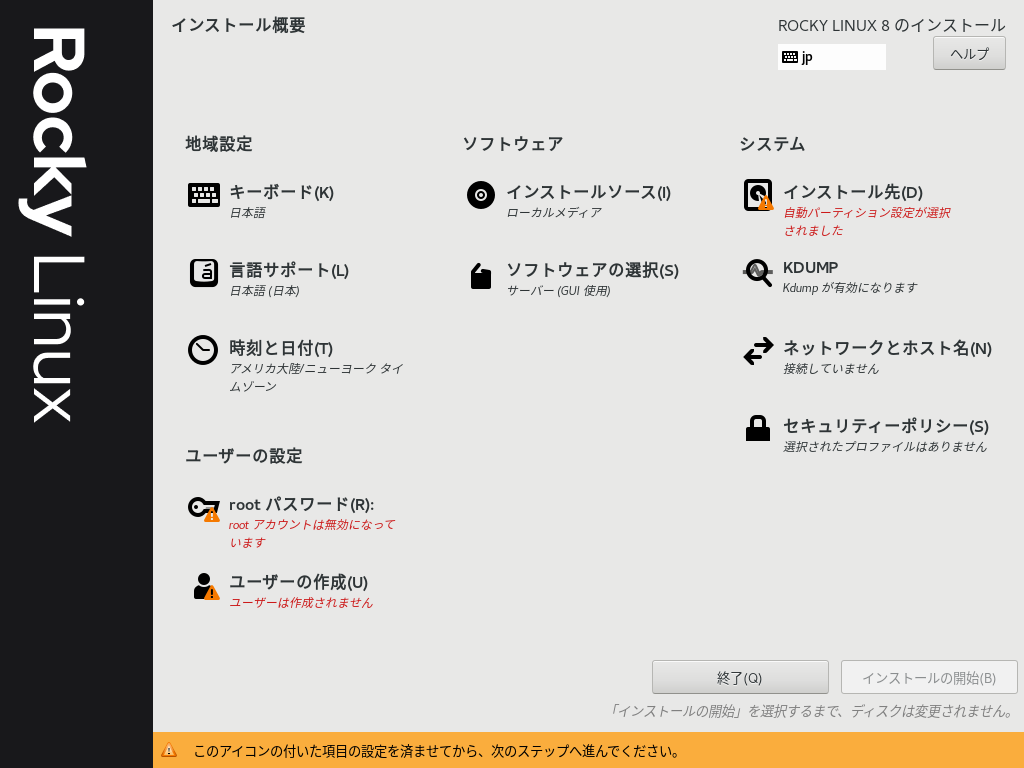 Rocky Linux
インストール概要
ROCKY LINUX 8 のインストール
jp
ヘルプ
地域設定
キーボード(K)
日本語
言語サポート(L)
日本語 (日本)
時刻と日付(T)
アメリカ大陸/ニューヨーク タイ
ムゾーン
ソフトウェア
インストールソース(I)
ローカルメディア
ソフトウェアの選択(S)
サーバー (GUI 使用)
システム
インストール先(D)
自動パーティション設定が選択
されました
KDUMP
Kdump が有効になります
ネットワークとホスト名(N)
接続していません
セキュリティーポリシー(S)
選択されたプロファイルはありません
ユーザーの設定
root パスワード(R):
root アカウントは無効になって
います
ユーザーの作成(U)
ユーザーは作成されません
終了(Q)
インストールの開始(B)
「インストールの開始」を選択するまで、ディスクは変更されません。
このアイコンの付いた項目の設定を済ませてから、次のステップへ進んでください。